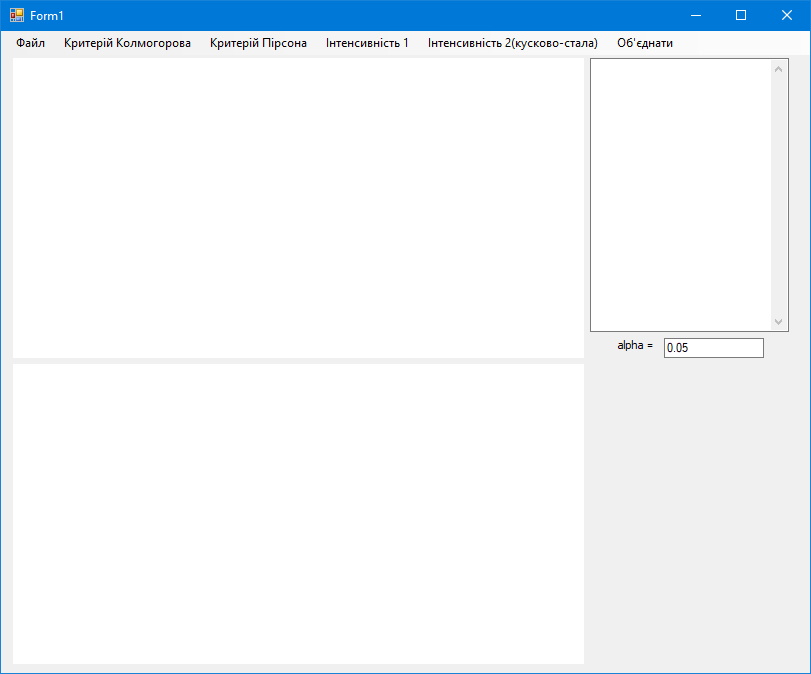 Form1
Файл Критерій Колмогорова Критерій Пірсона Інтенсивність 1 Інтенсивність 2(кусково-стала) Об'єднати
alpha = 0.05